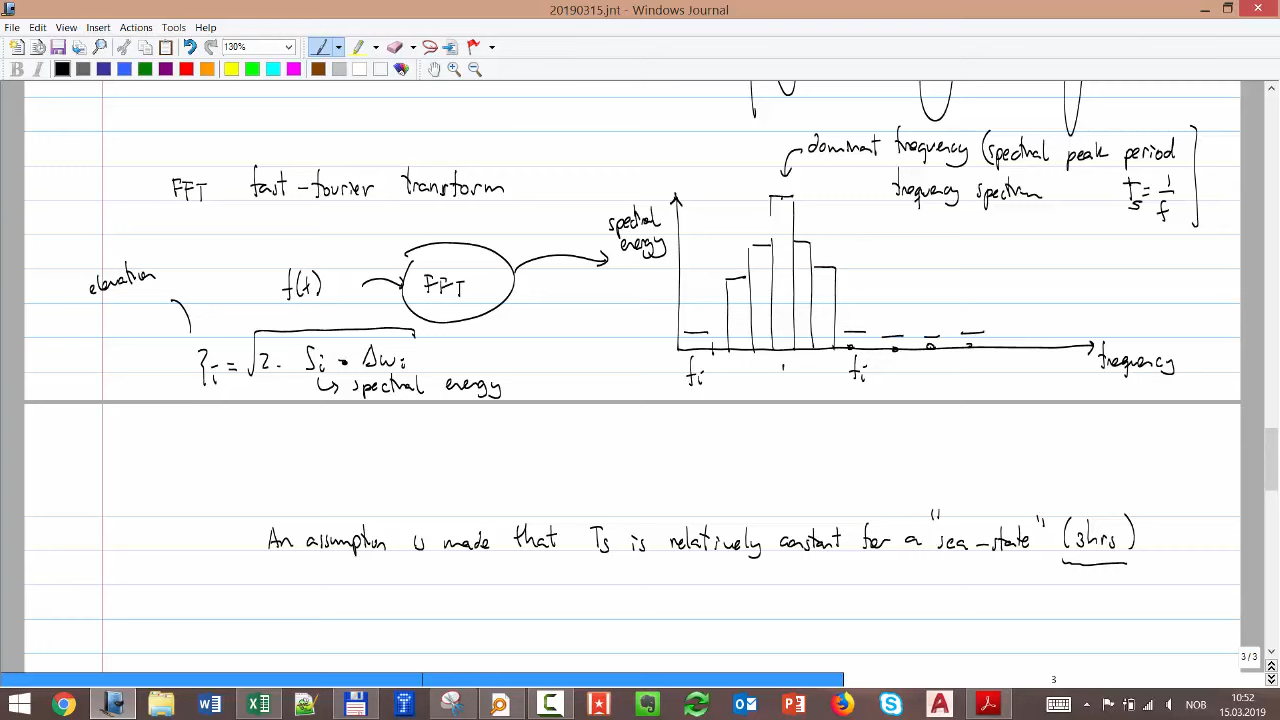 20190315.jnt - Windows Journal
File Edit View Insert Actions Tools Help
130%
B I
dominant frequency (spectral peak period
frequency spectrum Ts = 1/f
FFT fast-fourier transform
spectral
energy
elevation
f(t) FFT
ζi = √2 · Si · Δωi
↳ spectral energy
fi fi frequency
An assumption is made that Ts is relatively constant for a "sea-state" (3hrs)
3 / 3
3
NOB
10:52
15.03.2019